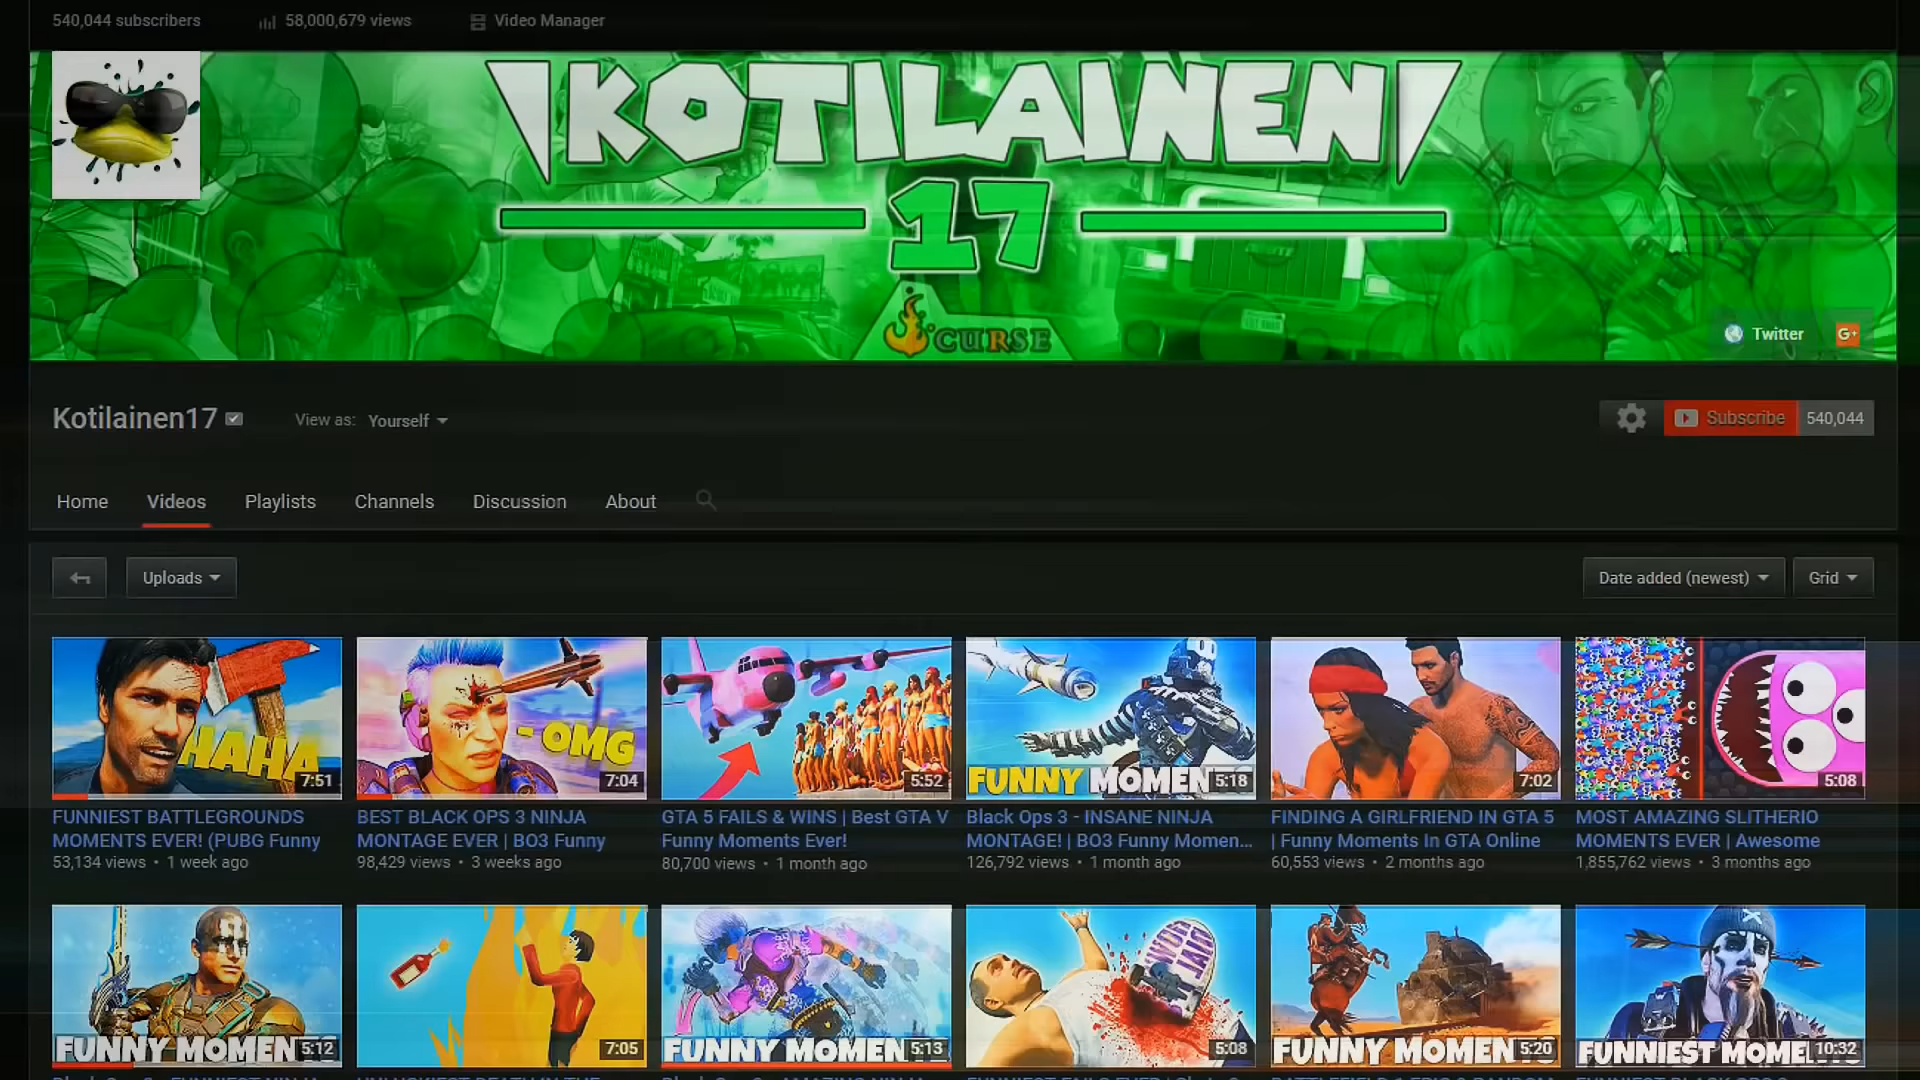 540,044 subscribers
58,000,679 views
Video Manager
KOTILAINEN
17
CURSE
Twitter
G+
Kotilainen17
View as: Yourself
Subscribe 540,044
Home Videos Playlists Channels Discussion About
Uploads
Date added (newest)
Grid
HAHA
7:51
- OMG
7:04
5:52
FUNNY MOMEN
5:18
7:02
5:08
FUNNIEST BATTLEGROUNDS
MOMENTS EVER! (PUBG Funny
53,134 views • 1 week ago
BEST BLACK OPS 3 NINJA
MONTAGE EVER | BO3 Funny
98,429 views • 3 weeks ago
GTA 5 FAILS & WINS | Best GTA V
Funny Moments Ever!
80,700 views • 1 month ago
Black Ops 3 - INSANE NINJA
MONTAGE! | BO3 Funny Momen...
126,792 views • 1 month ago
FINDING A GIRLFRIEND IN GTA 5
| Funny Moments In GTA Online
60,553 views • 2 months ago
MOST AMAZING SLITHERIO
MOMENTS EVER | Awesome
1,855,762 views • 3 months ago
FUNNY MOMEN
5:12
7:05
FUNNY MOMEN
5:13
5:08
FUNNY MOMEN
5:20
FUNNIEST MOME
10:32